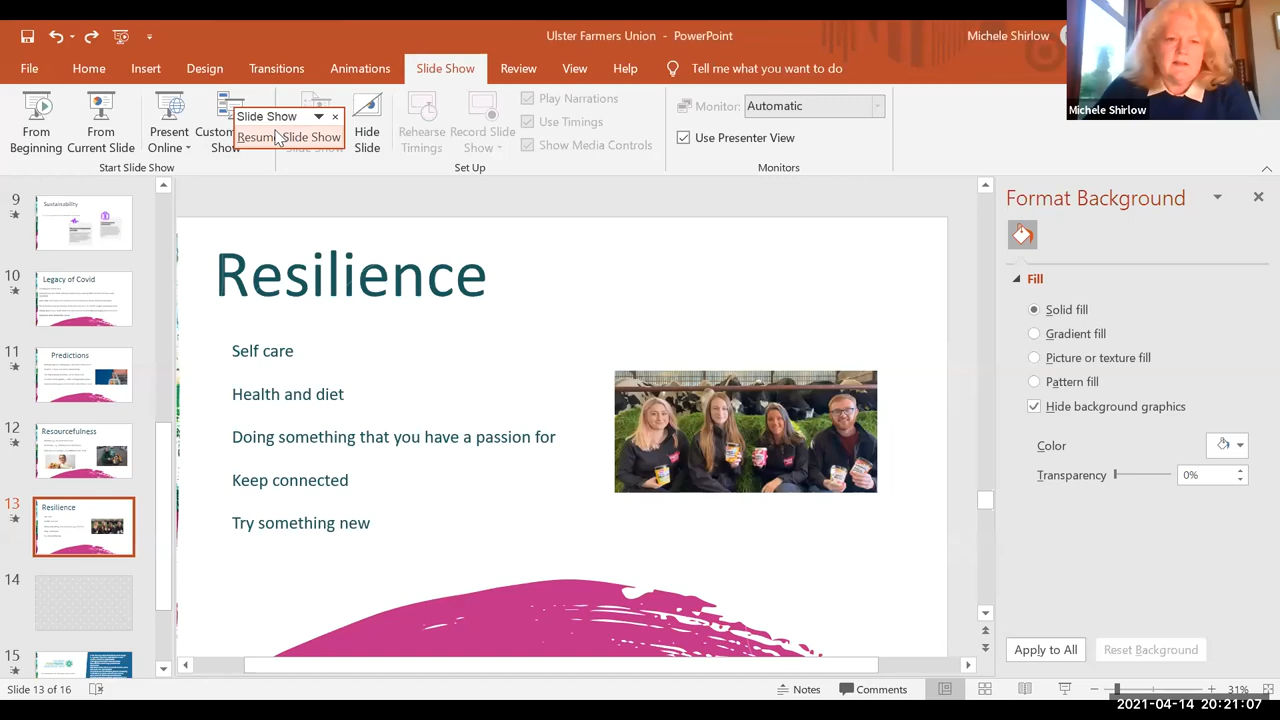 Ulster Farmers Union - PowerPoint
Michele Shirlow
File
Home
Insert
Design
Transitions
Animations
Slide Show
Review
View
Help
Tell me what you want to do
Michele Shirlow
From Beginning
From Current Slide
Present Online
Custom
Show
Slide Show
Resume Slide Show
Hide Slide
Rehearse Timings
Record Slide Show
Play Narrations
Use Timings
Show Media Controls
Monitor:
Automatic
Use Presenter View
Start Slide Show
Set Up
Monitors
9
Sustainability
10
Legacy of Covid
11
Predictions
12
Resourcefulness
13
Resilience
14
15
Resilience
Self care
Health and diet
Doing something that you have a passion for
Keep connected
Try something new
Format Background
Fill
Solid fill
Gradient fill
Picture or texture fill
Pattern fill
Hide background graphics
Color
Transparency
0%
Apply to All
Reset Background
Slide 13 of 16
Notes
Comments
31%
2021-04-14 20:21:07